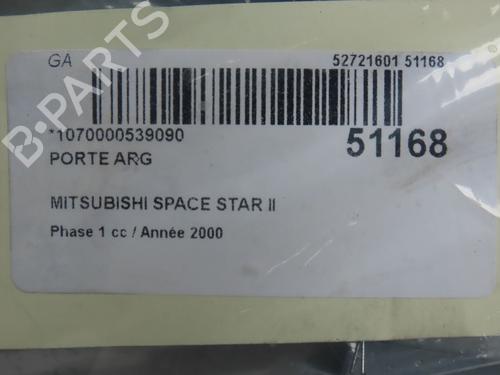 GA 52721601 51168
*1070000539090 51168
PORTE ARG
MITSUBISHI SPACE STAR II
Phase 1 cc / Année 2000
B-PARTS